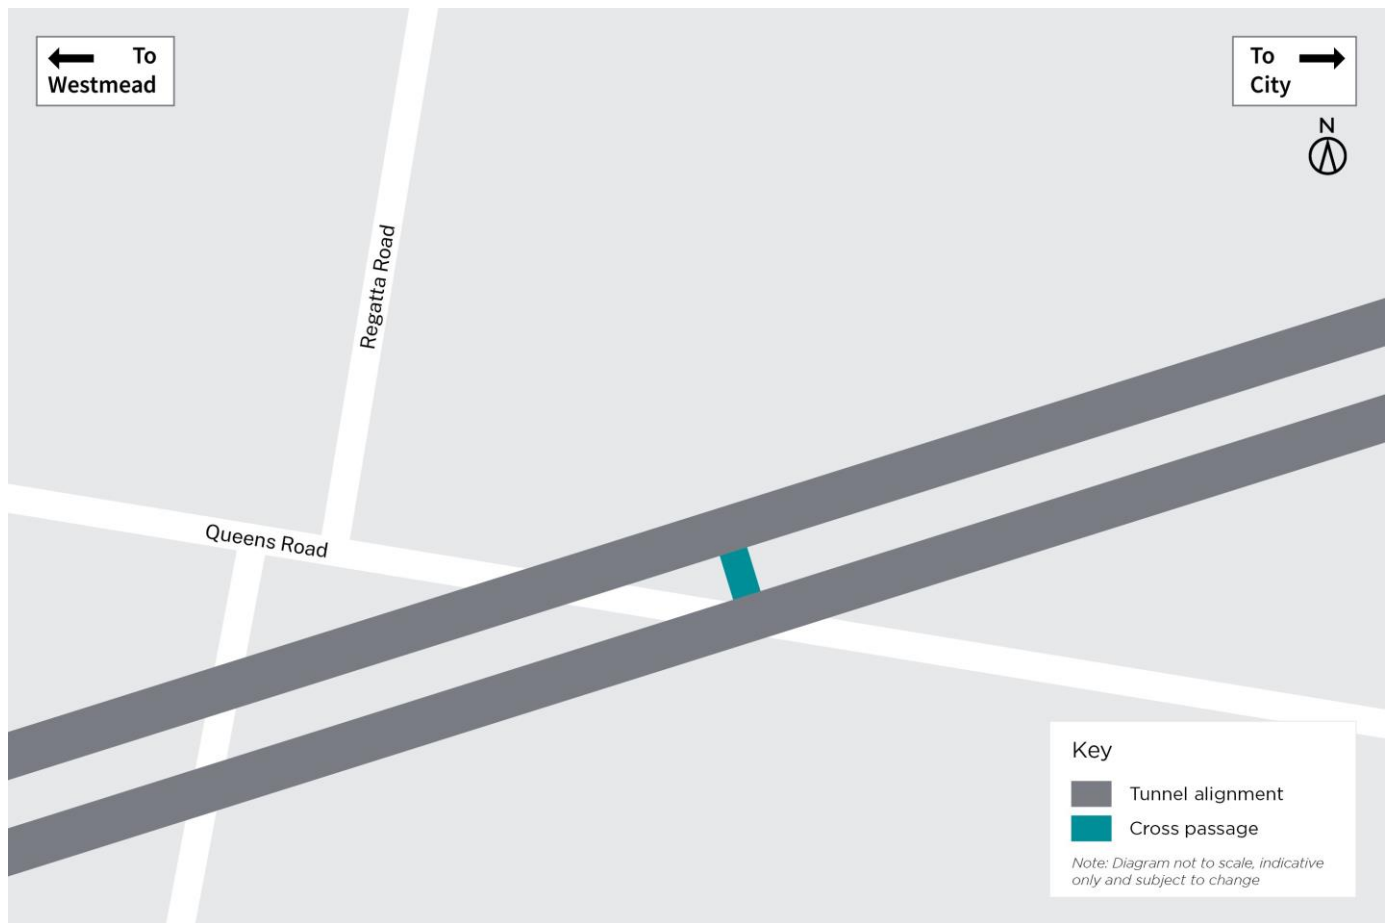 To
Westmead
To
City
N
Regatta Road
Queens Road
Key
Tunnel alignment
Cross passage
Note: Diagram not to scale, indicative
only and subject to change